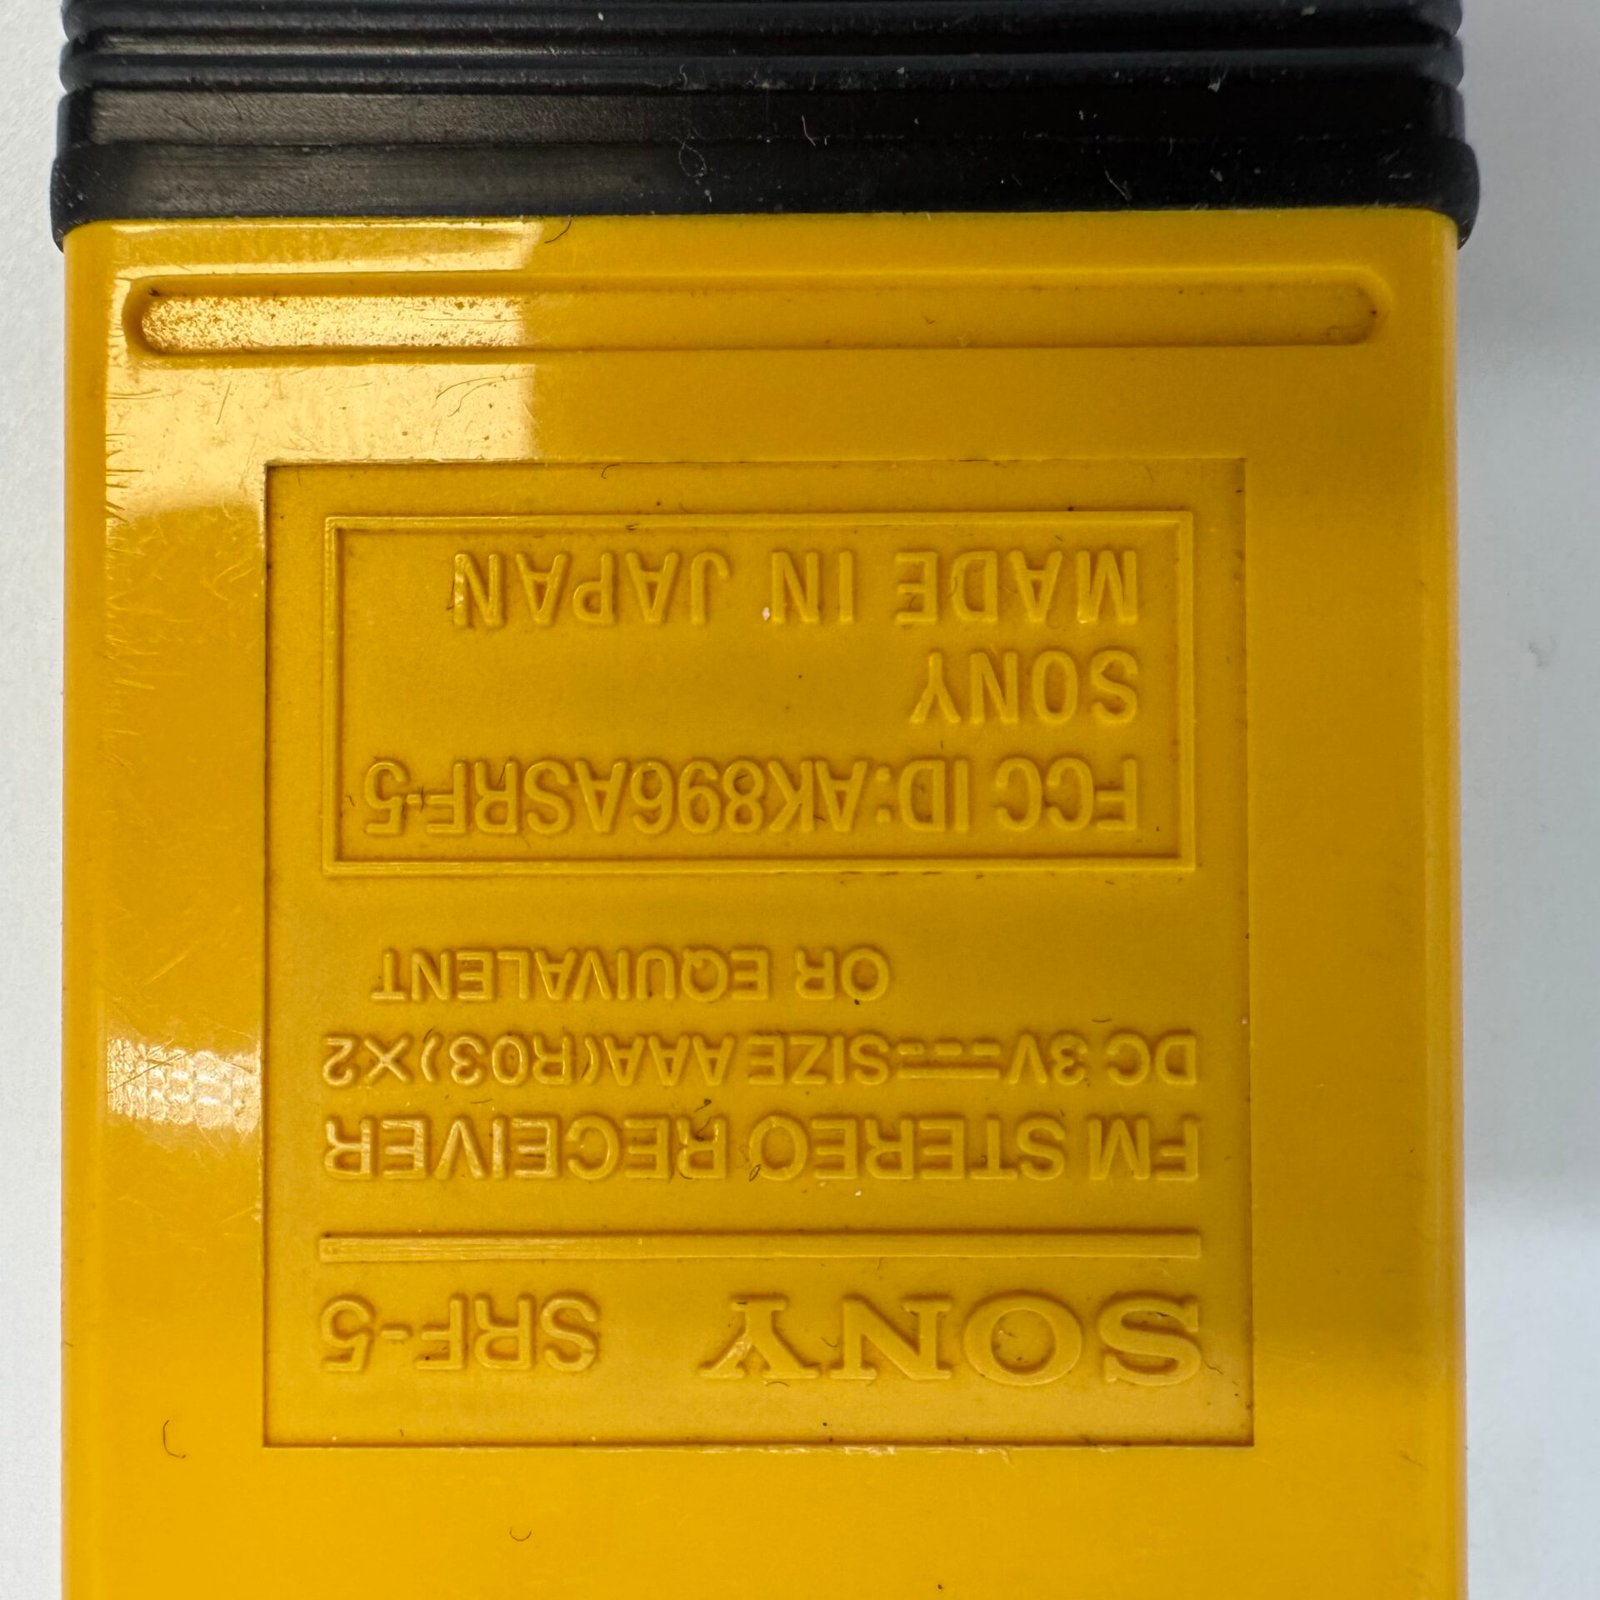 SONY SRF-5
FM STEREO RECEIVER
DC 3V⎓SIZE AAA(R03)×2
OR EQUIVALENT
FCC ID:AK896ASRF-5
SONY
MADE IN JAPAN